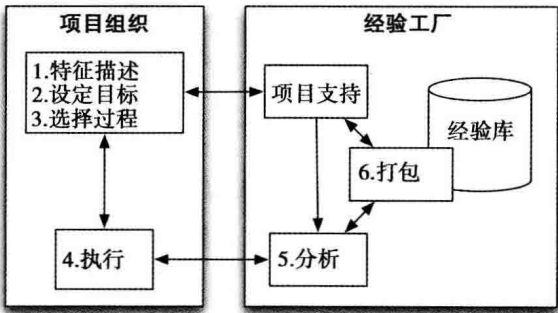 项目组织
经验工厂
1.特征描述
2.设定目标
3.选择过程
项目支持
经验库
6.打包
4.执行
5.分析